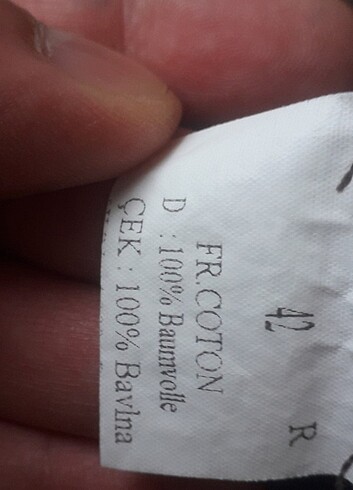 42 R
FR.COTON
D : 100% Baumvolle
ÇEK : 100% Bavlna